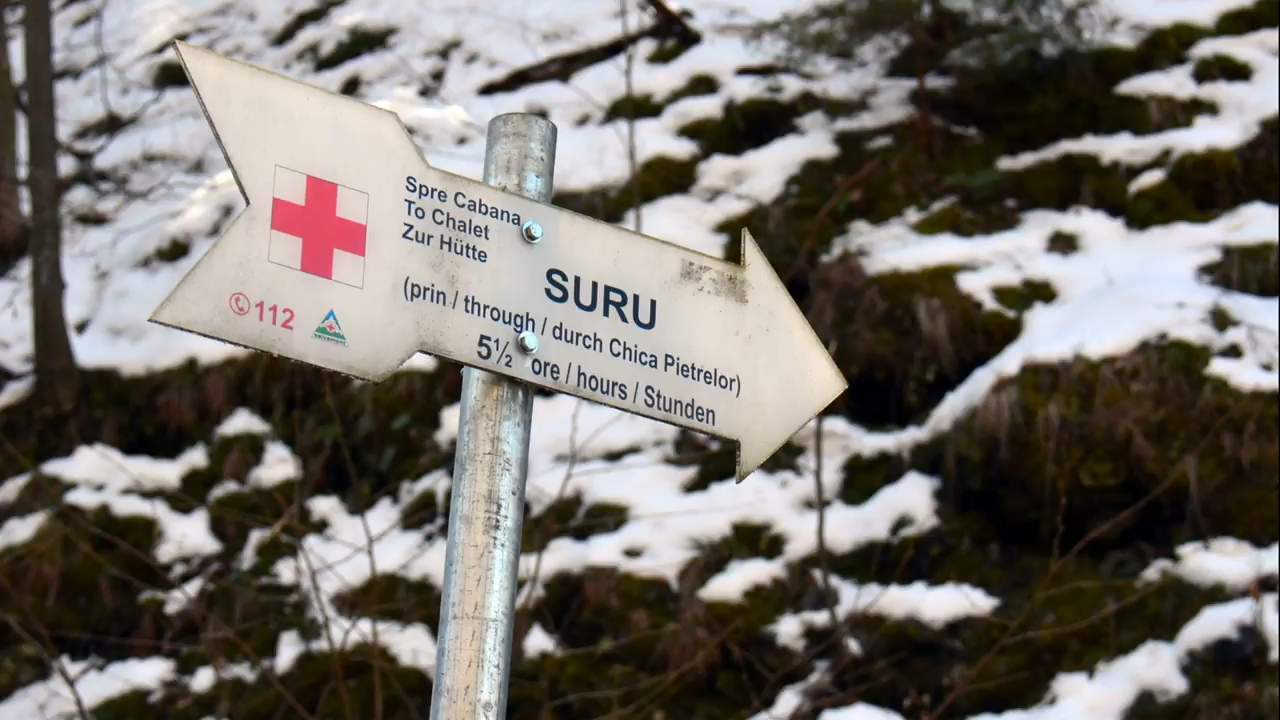 Spre Cabana
To Chalet
Zur Hütte
SURU
(prin / through / durch Chica Pietrelor)
5½ ore / hours / Stunden
112